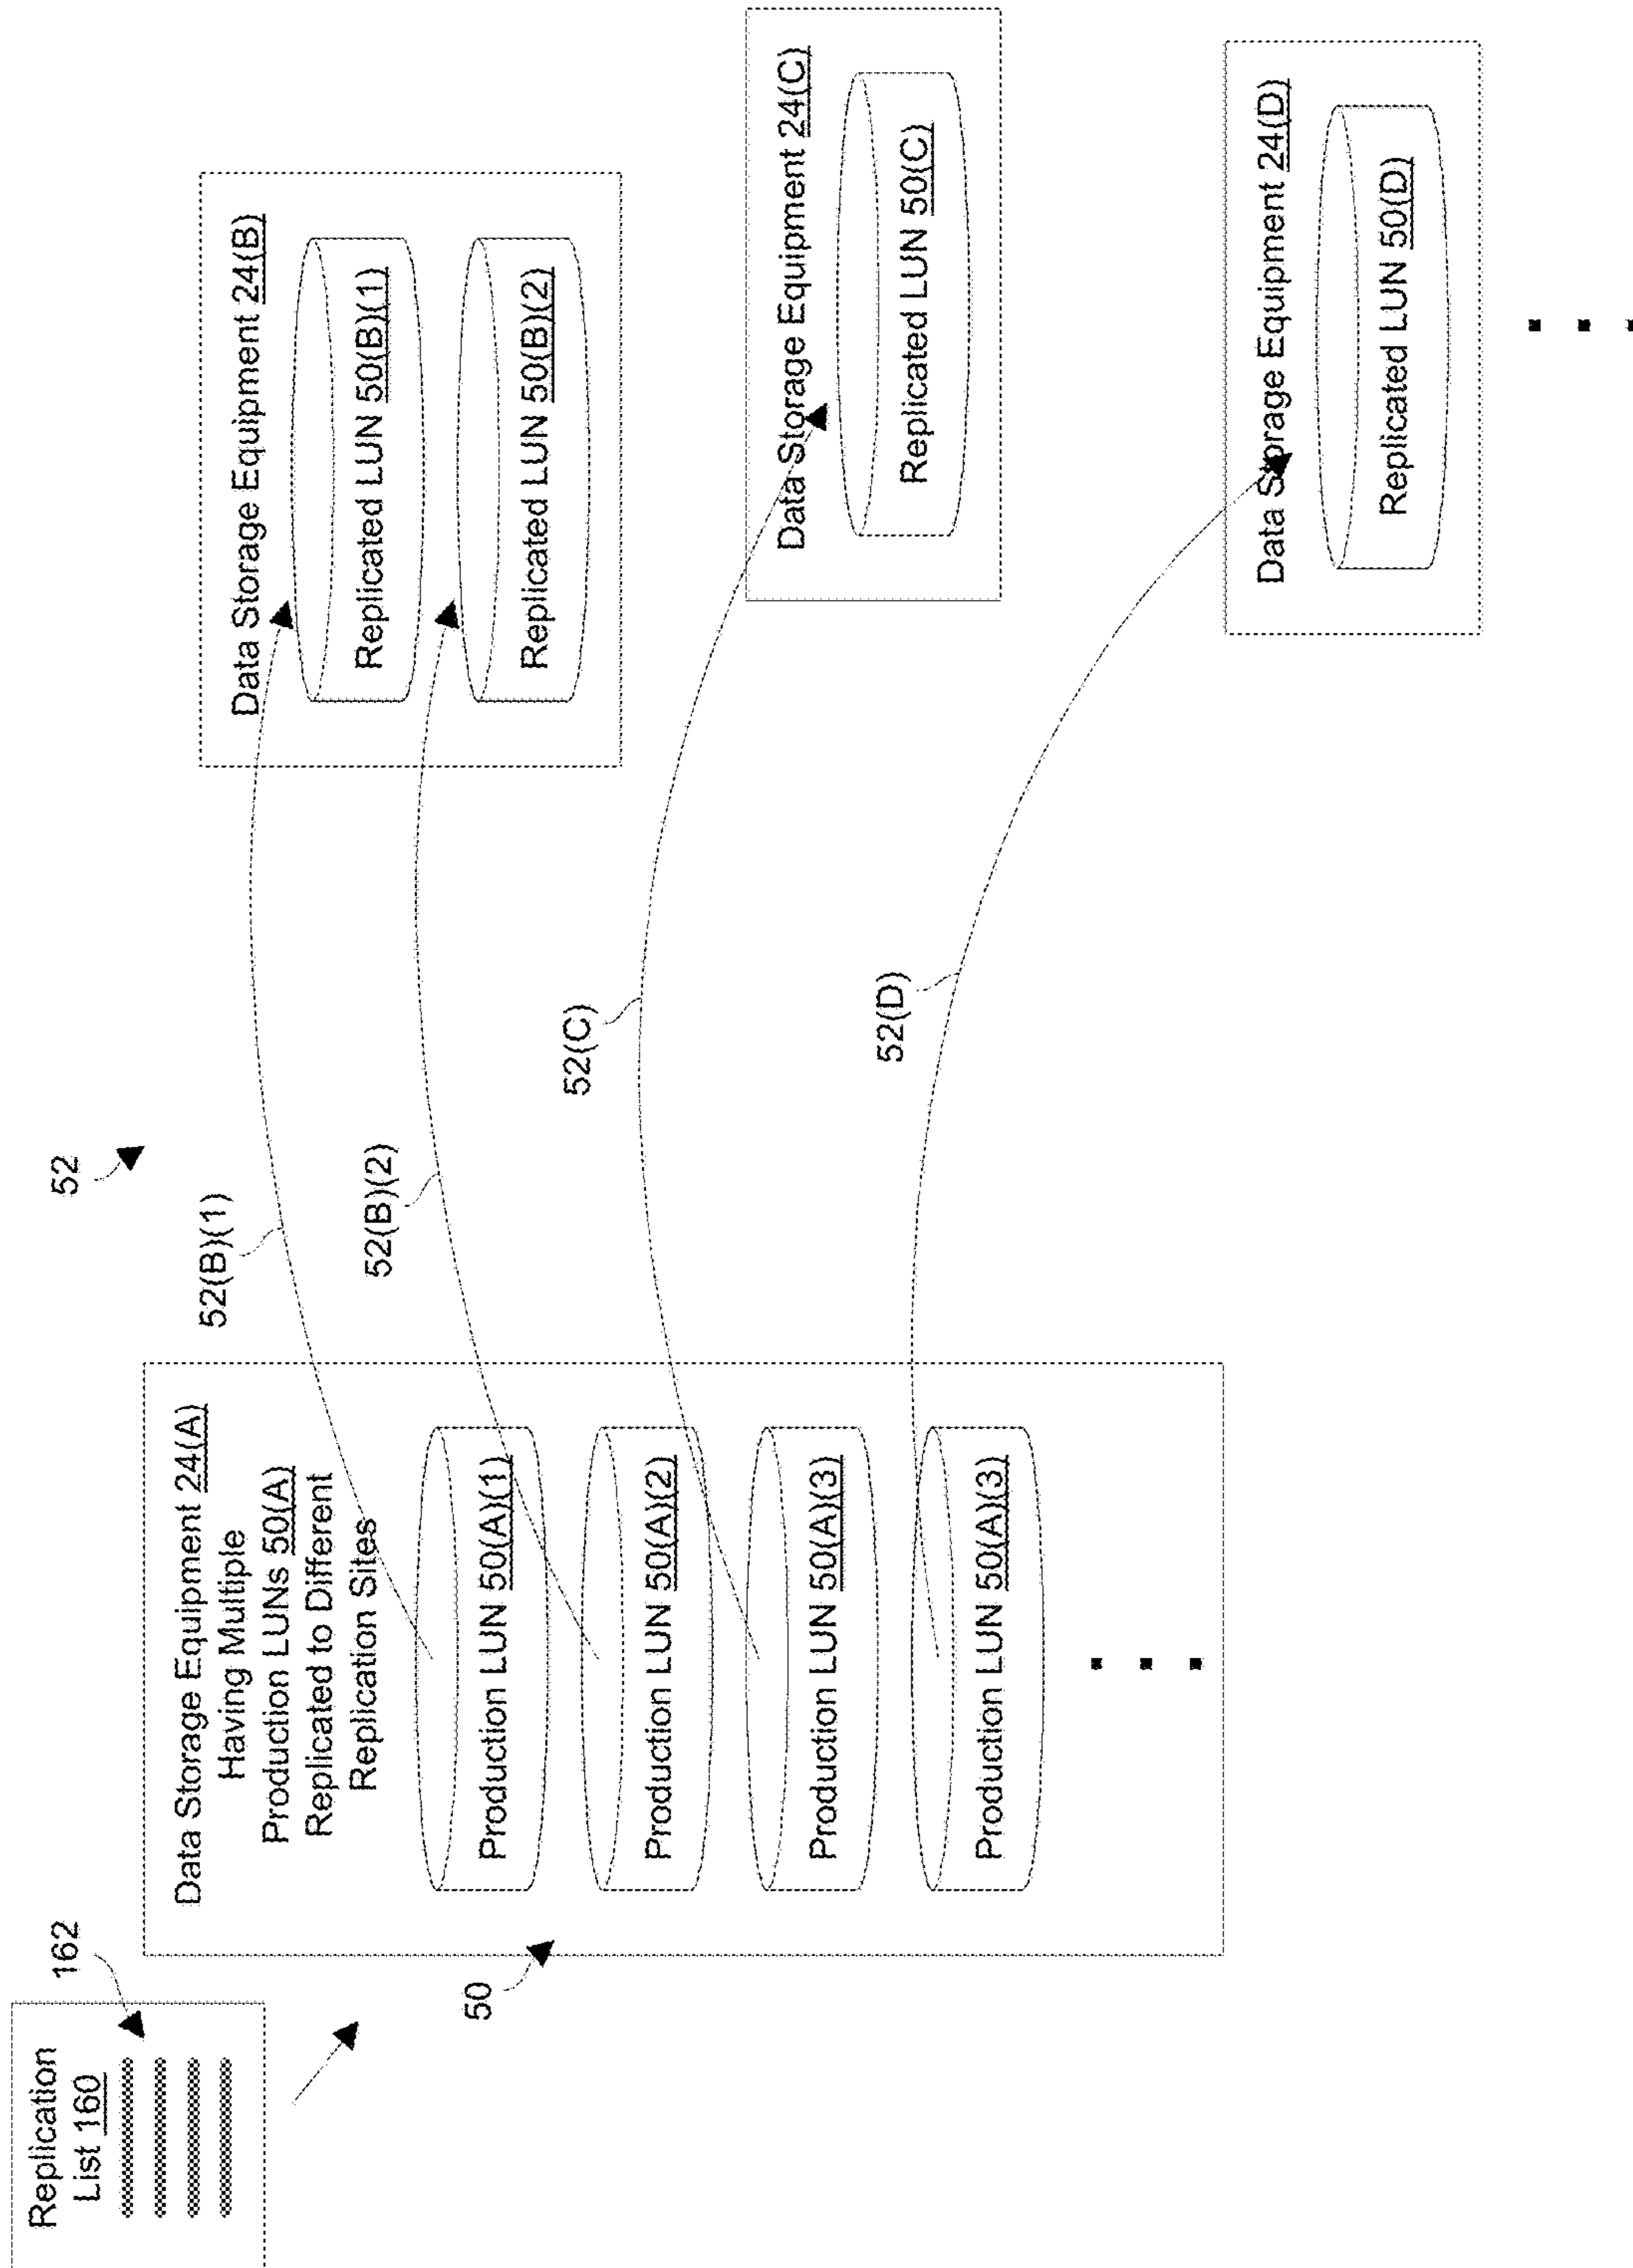 Replication
List 160
162
50
Data Storage Equipment 24(A)
Having Multiple
Production LUNs 50(A)
Replicated to Different
Replication Sites
Production LUN 50(A)(1)
Production LUN 50(A)(2)
Production LUN 50(A)(3)
Production LUN 50(A)(3)
52
52(B)(1)
52(B)(2)
52(C)
52(D)
Data Storage Equipment 24(B)
Replicated LUN 50(B)(1)
Replicated LUN 50(B)(2)
Data Storage Equipment 24(C)
Replicated LUN 50(C)
Data Storage Equipment 24(D)
Replicated LUN 50(D)